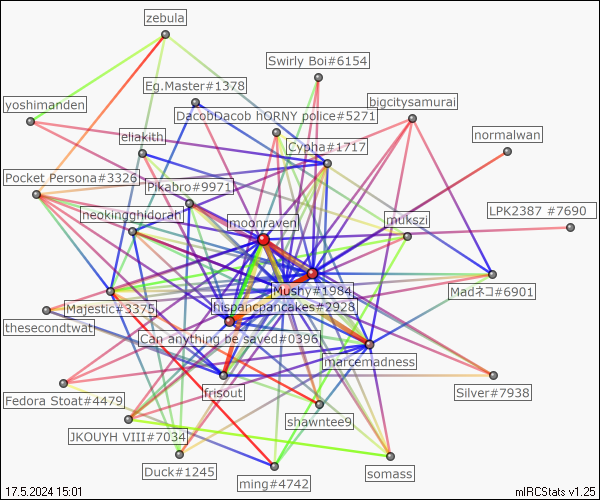 zebula
Swirly Boi#6154
Eg.Master#1378
yoshimanden
bigcitysamurai
DacobDacob hORNY police#5271
eliakith
normalwan
Cypha#1717
Pocket Persona#3326
Pikabro#9971
LPK2387 #7690
neokingghidorah
mukszi
moonraven
Mushy#1984
Madネコ#6901
Majestic#3375
hispancpancakes#2928
thesecondtwat
Can anything be saved#0396
marcemadness
Fedora Stoat#4479
frisout
Silver#7938
shawntee9
JKOUYH VIII#7034
Duck#1245
somass
ming#4742
17.5.2024 15:01
mIRCStats v1.25